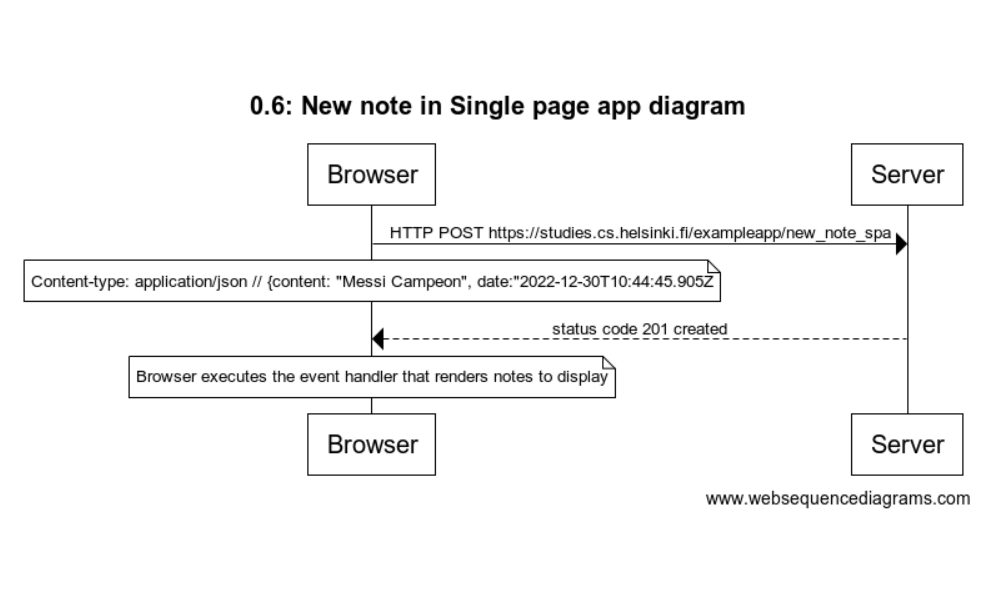 0.6: New note in Single page app diagram
Browser
Server
HTTP POST https://studies.cs.helsinki.fi/exampleapp/new_note_spa
Content-type: application/json // {content: "Messi Campeon", date:"2022-12-30T10:44:45.905Z
status code 201 created
Browser executes the event handler that renders notes to display
Browser
Server
www.websequencediagrams.com